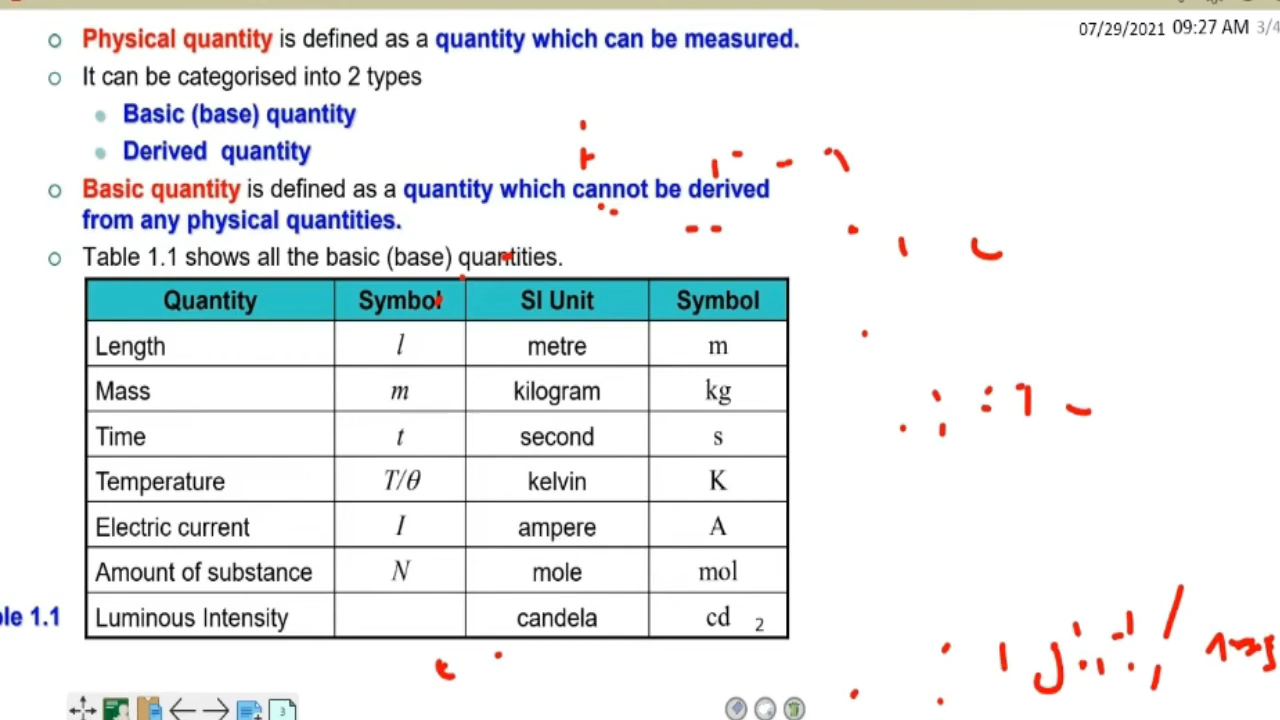 07/29/2021 09:27 AM 3/4
Physical quantity is defined as a quantity which can be measured.
It can be categorised into 2 types
Basic (base) quantity
Derived quantity
Basic quantity is defined as a quantity which cannot be derived
from any physical quantities.
Table 1.1 shows all the basic (base) quantities.
Quantity Symbol SI Unit Symbol
Length l metre m
Mass m kilogram kg
Time t second s
Temperature T/θ kelvin K
Electric current I ampere A
Amount of substance N mole mol
Luminous Intensity candela cd
ble 1.1
2
3